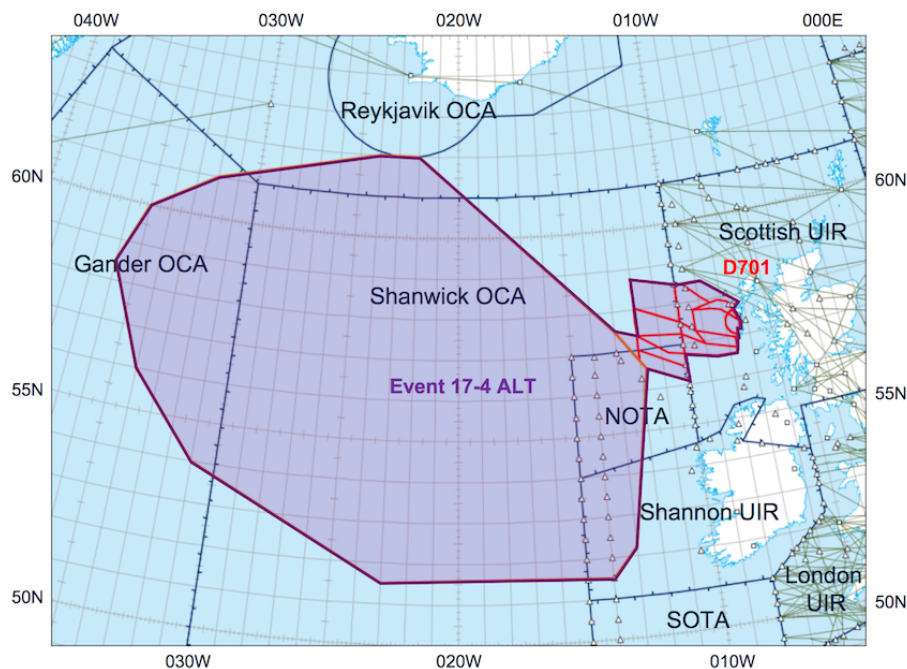 040W 030W 020W 010W 000E
Reykjavik OCA
60N 60N
Scottish UIR
Gander OCA D701
Shanwick OCA
Event 17-4 ALT
55N 55N
NOTA
Shannon UIR
London
UIR
50N 50N
SOTA
030W 020W 010W